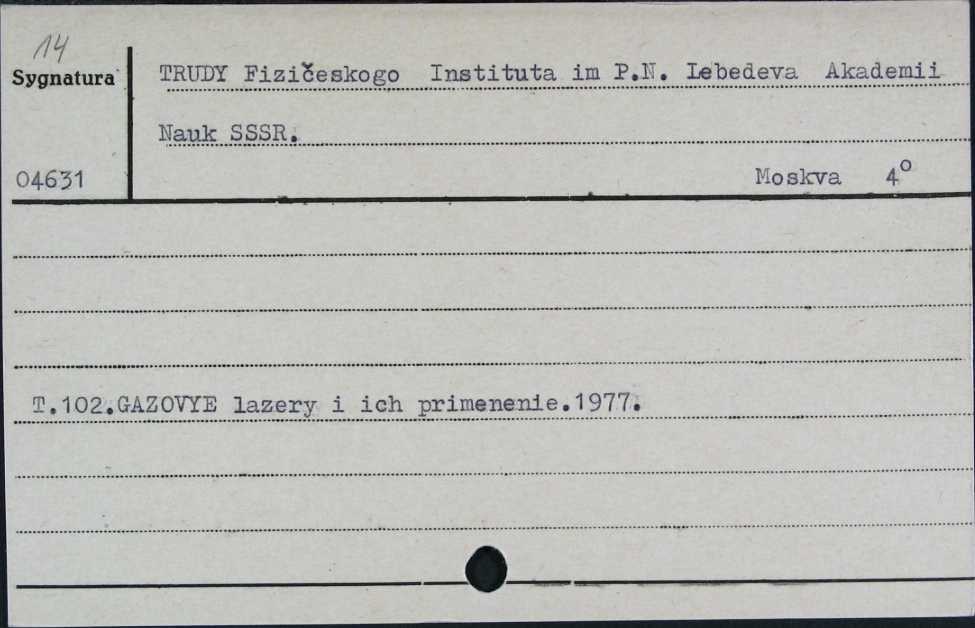 14
Sygnatura
TRUDY Fizičeskogo Instituta im P.N. Lebedeva Akademii
Nauk SSSR.
04631
Moskva 4°
T.102.GAZOVYE lazery i ich primenenie.1977.